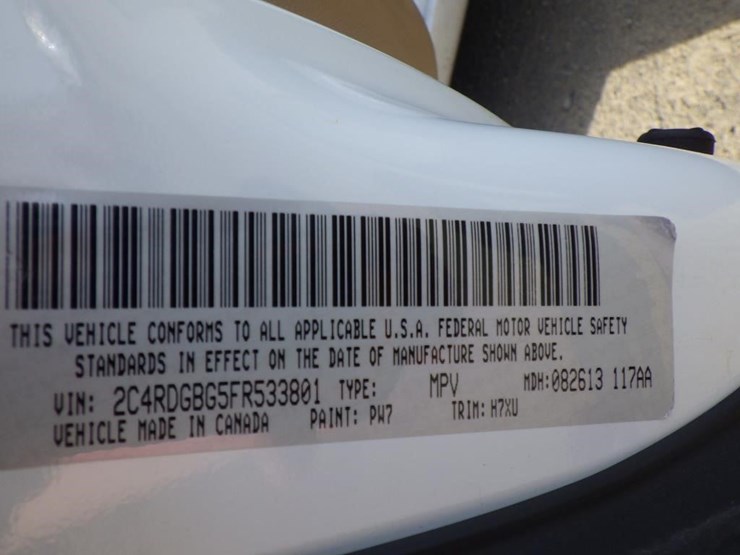 THIS VEHICLE CONFORMS TO ALL APPLICABLE U.S.A. FEDERAL MOTOR VEHICLE SAFETY
STANDARDS IN EFFECT ON THE DATE OF MANUFACTURE SHOWN ABOVE.
VIN: 2C4RDGBG5FR533801 TYPE: MPV MDH:082613 117AA
VEHICLE MADE IN CANADA PAINT: PW7 TRIM: H7XU